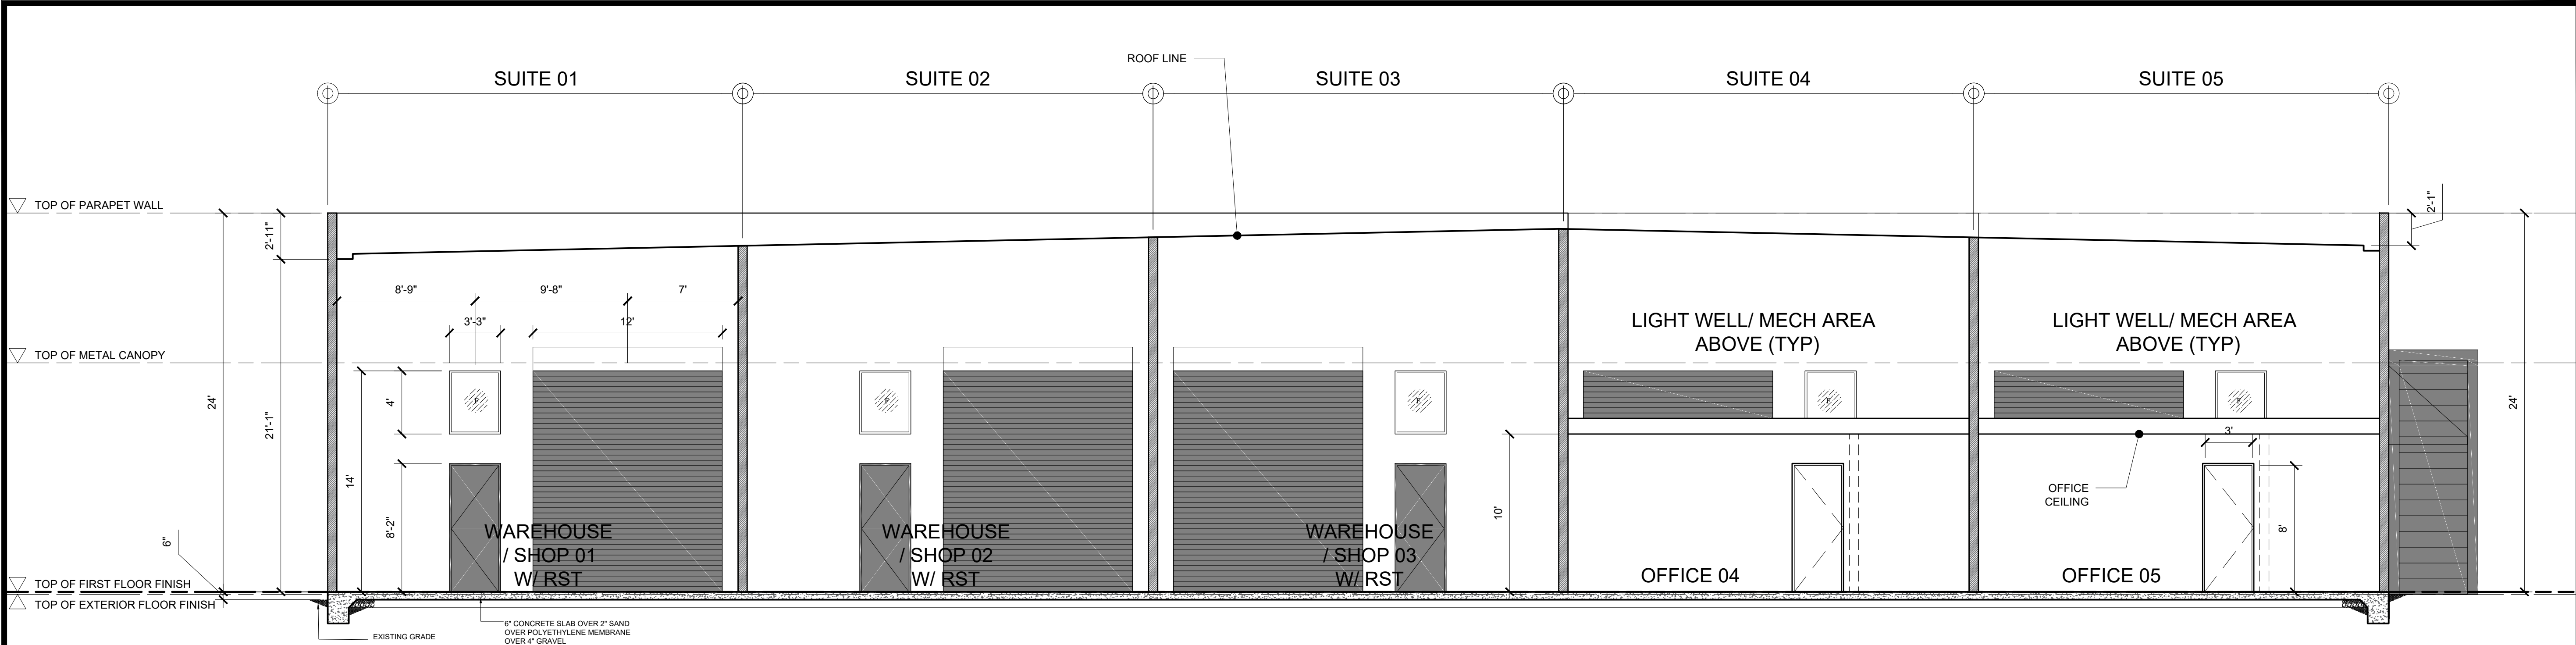 ROOF LINE
SUITE 01
SUITE 02
SUITE 03
SUITE 04
SUITE 05
TOP OF PARAPET WALL
2'-11"
2'-1"
8'-9"
9'-8"
7'
3'-3"
12'
LIGHT WELL/ MECH AREA
ABOVE (TYP)
LIGHT WELL/ MECH AREA
ABOVE (TYP)
TOP OF METAL CANOPY
24'
21'-1"
4'
F
F
F
F
F
24'
3'
14'
8'-2"
10'
OFFICE
CEILING
8'
6"
WAREHOUSE
/ SHOP 01
W/ RST
WAREHOUSE
/ SHOP 02
W/ RST
WAREHOUSE
/ SHOP 03
W/ RST
OFFICE 04
OFFICE 05
TOP OF FIRST FLOOR FINISH
TOP OF EXTERIOR FLOOR FINISH
EXISTING GRADE
6" CONCRETE SLAB OVER 2" SAND
OVER POLYETHYLENE MEMBRANE
OVER 4" GRAVEL